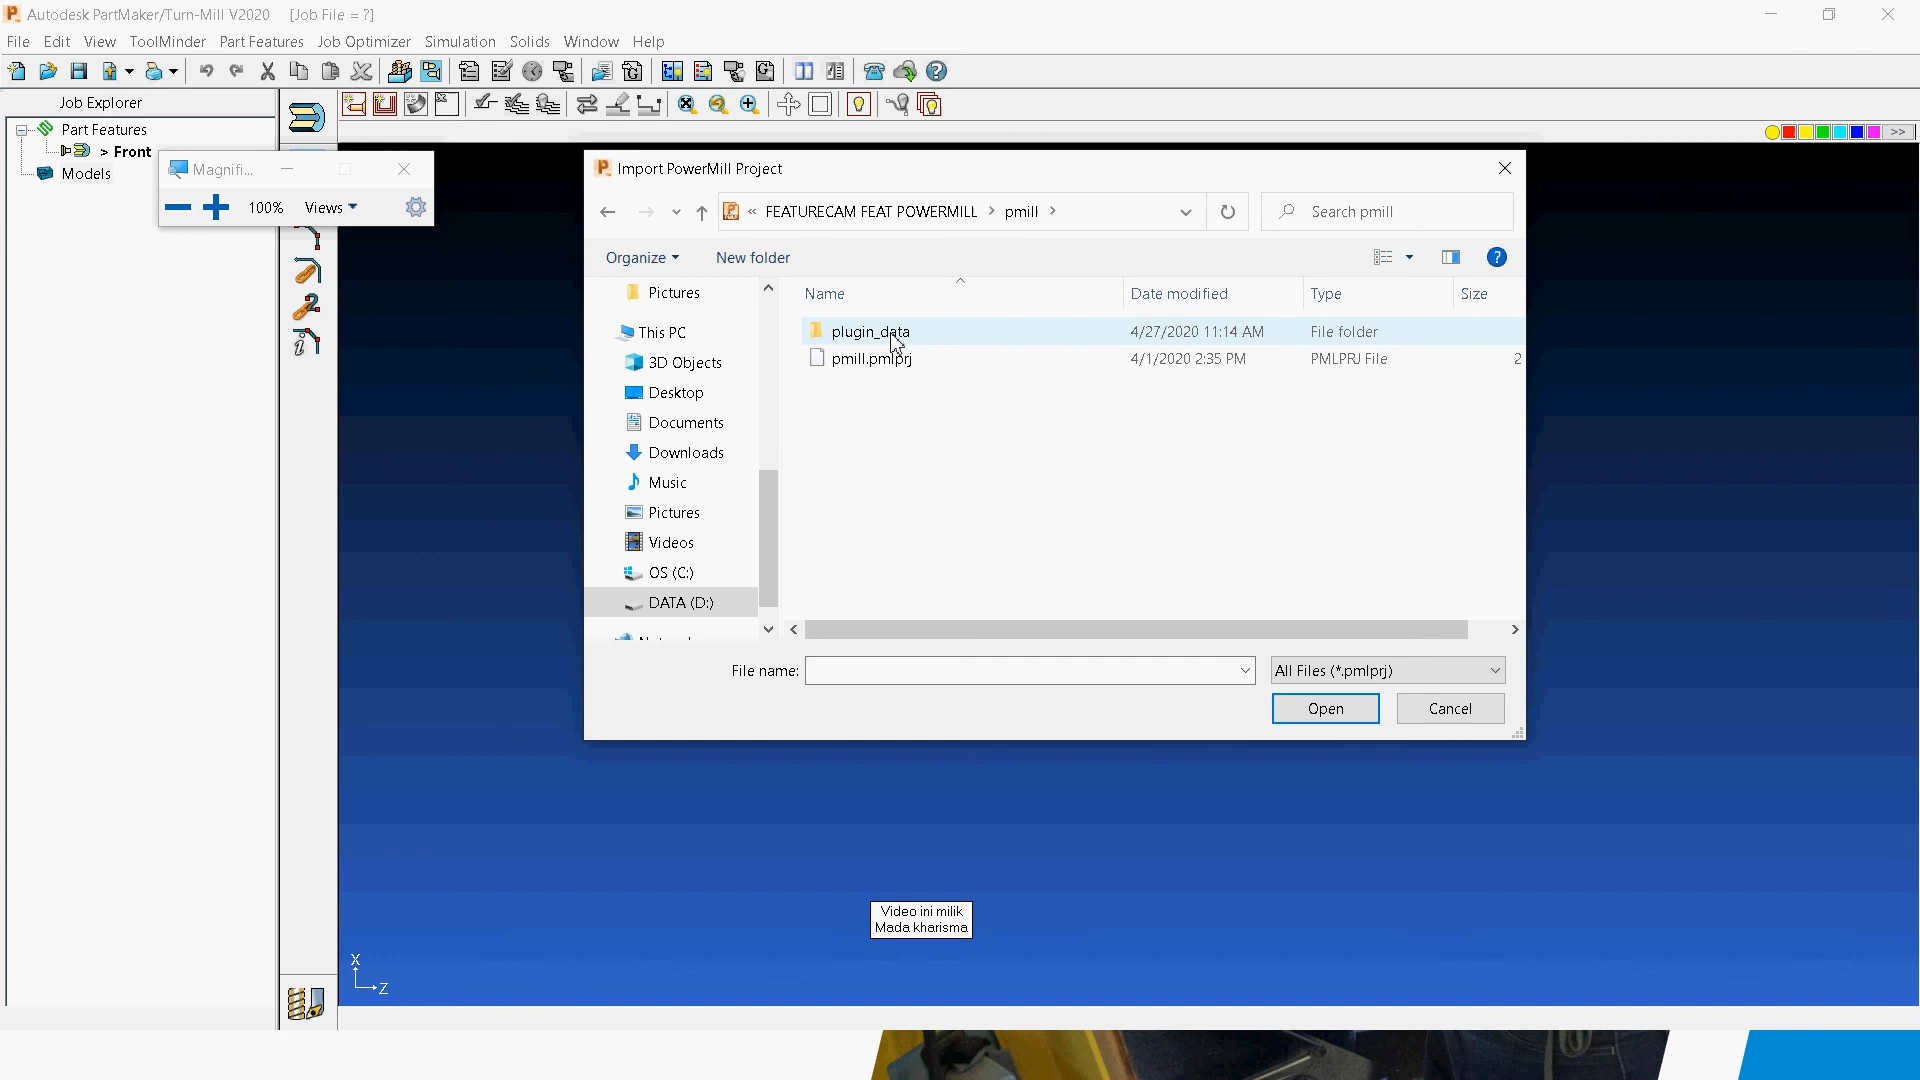 Autodesk PartMaker/Turn-Mill V2020 [Job File = ?]
File Edit View ToolMinder Part Features Job Optimizer Simulation Solids Window Help
Job Explorer
Part Features
> Front
Models
Magnifi...
100% Views
>>
Import PowerMill Project
« FEATURECAM FEAT POWERMILL > pmill >
Search pmill
Organize New folder
Pictures
This PC
3D Objects
Desktop
Documents
Downloads
Music
Pictures
Videos
OS (C:)
DATA (D:)
Name Date modified Type Size
plugin_data 4/27/2020 11:14 AM File folder
pmill.pmlprj 4/1/2020 2:35 PM PMLPRJ File 2
File name: All Files (*.pmlprj)
Open Cancel
Video ini milik
Mada kharisma
X
Z